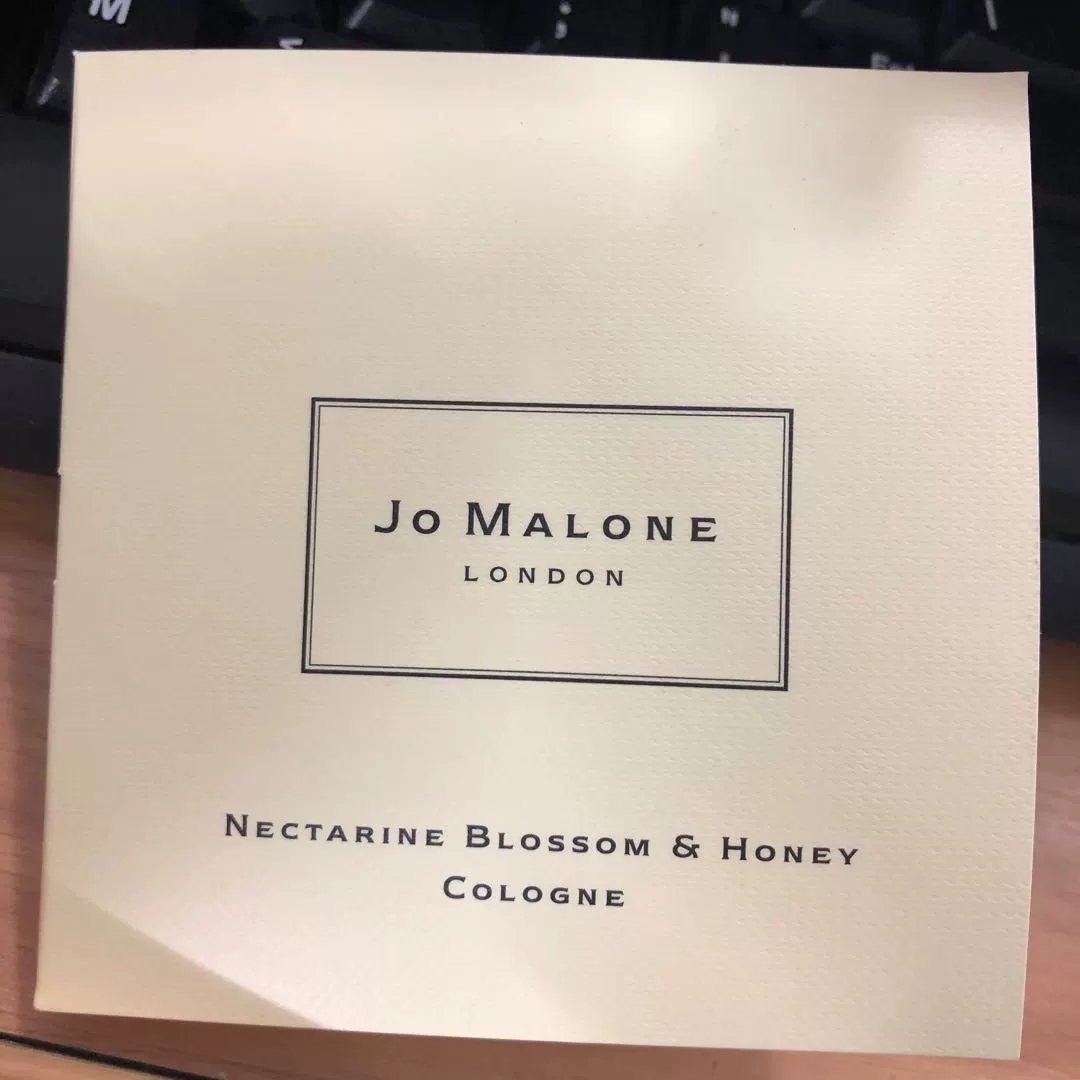 M
Jo Malone
LONDON
Nectarine Blossom & Honey
Cologne